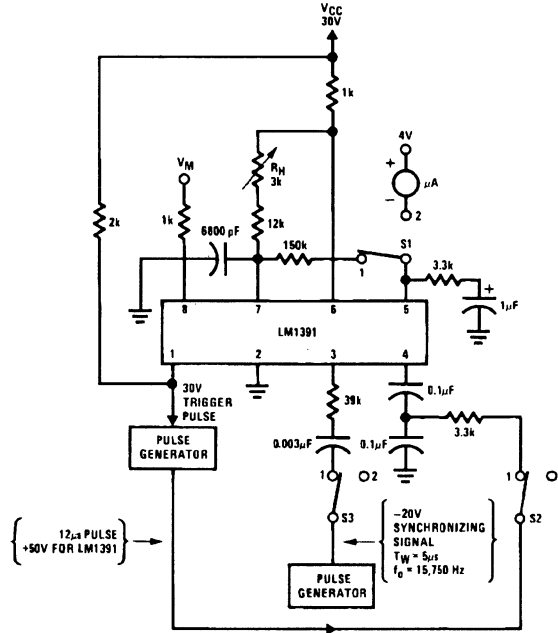 VCC
30V
1k
4V
+
μA
-
2
RH
3k
VM
1k
2k
6800 pF
12k
150k
1
S1
3.3k
+
1μF
8
7
6
5
LM1391
1
2
3
4
30V
TRIGGER
PULSE
39k
0.1μF
3.3k
PULSE
GENERATOR
0.003μF
0.1μF
1
2
1
S3
S2
12μs PULSE
+50V FOR LM1391
-20V
SYNCHRONIZING
SIGNAL
TW = 5μs
fo = 15,750 Hz
PULSE
GENERATOR